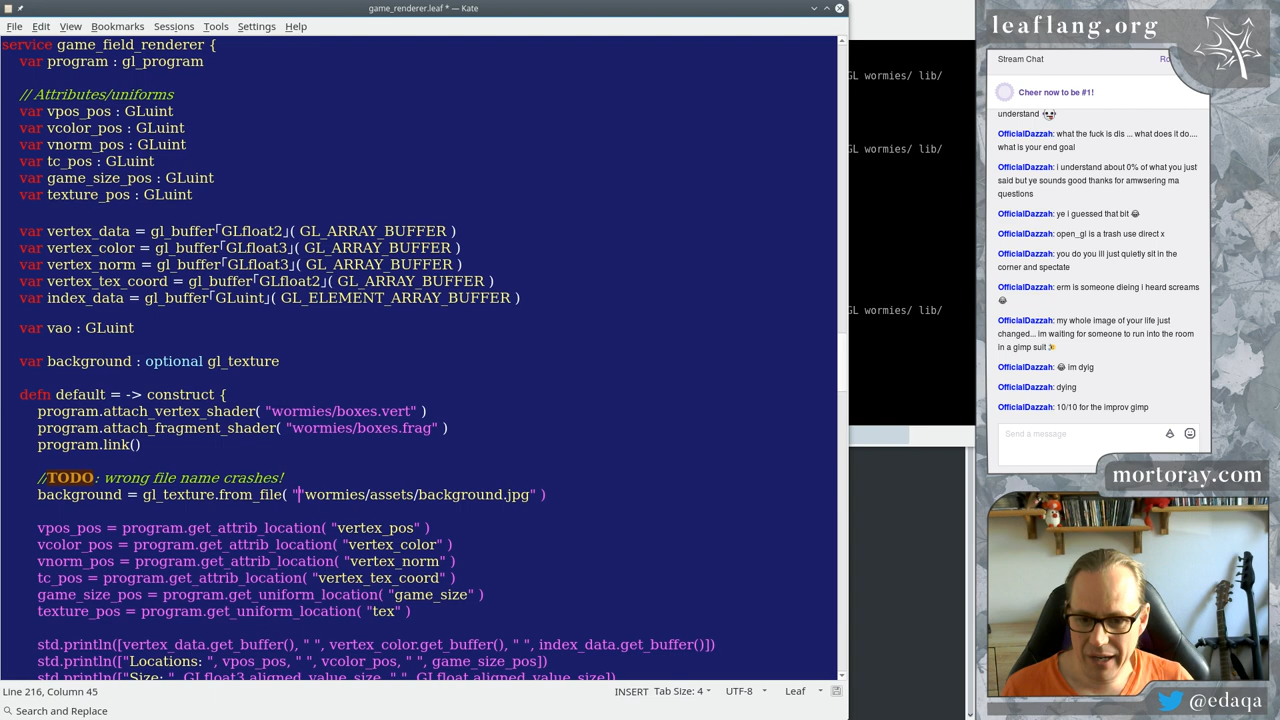 game_renderer.leaf * — Kate
File Edit View Bookmarks Sessions Tools Settings Help
service game_field_renderer {
var program : gl_program
// Attributes/uniforms
var vpos_pos : GLuint
var vcolor_pos : GLuint
var vnorm_pos : GLuint
var tc_pos : GLuint
var game_size_pos : GLuint
var texture_pos : GLuint
var vertex_data = gl_buffer「GLfloat2」( GL_ARRAY_BUFFER )
var vertex_color = gl_buffer「GLfloat3」( GL_ARRAY_BUFFER )
var vertex_norm = gl_buffer「GLfloat3」( GL_ARRAY_BUFFER )
var vertex_tex_coord = gl_buffer「GLfloat2」( GL_ARRAY_BUFFER )
var index_data = gl_buffer「GLuint」( GL_ELEMENT_ARRAY_BUFFER )
var vao : GLuint
var background : optional gl_texture
defn default = -> construct {
program.attach_vertex_shader( "wormies/boxes.vert" )
program.attach_fragment_shader( "wormies/boxes.frag" )
program.link()
//TODO: wrong file name crashes!
background = gl_texture.from_file( ""wormies/assets/background.jpg" )
vpos_pos = program.get_attrib_location( "vertex_pos" )
vcolor_pos = program.get_attrib_location( "vertex_color" )
vnorm_pos = program.get_attrib_location( "vertex_norm" )
tc_pos = program.get_attrib_location( "vertex_tex_coord" )
game_size_pos = program.get_uniform_location( "game_size" )
texture_pos = program.get_uniform_location( "tex" )
std.println([vertex_data.get_buffer(), " ", vertex_color.get_buffer(), " ", index_data.get_buffer()])
std.println(["Locations: ", vpos_pos, " ", vcolor_pos, " ", game_size_pos])
std.println(["Size: ", GLfloat3.aligned_value_size, " ", GLfloat.aligned_value_size])
Line 216, Column 45
INSERT Tab Size: 4 UTF-8 Leaf
Search and Replace
GL wormies/ lib/
GL wormies/ lib/
GL wormies/ lib/
leaflang.org
Stream Chat
Cheer now to be #1!
understand
OfficialDazzah: what the fuck is dis ... what does it do....
what is your end goal
OfficialDazzah: i understand about 0% of what you just
said but ye sounds good thanks for amwsering ma
questions
OfficialDazzah: ye i guessed that bit 😂
OfficialDazzah: open_gl is a trash use direct x
OfficialDazzah: you do you ill just quietly sit in the
corner and spectate
OfficialDazzah: erm is someone dieing i heard screams
😂
OfficialDazzah: my whole image of your life just
changed... im waiting for someone to run into the room
in a gimp suit
OfficialDazzah: 😂 im dyig
OfficialDazzah: dying
OfficialDazzah: 10/10 for the improv gimp
Send a message
mortoray.com
@edaqa